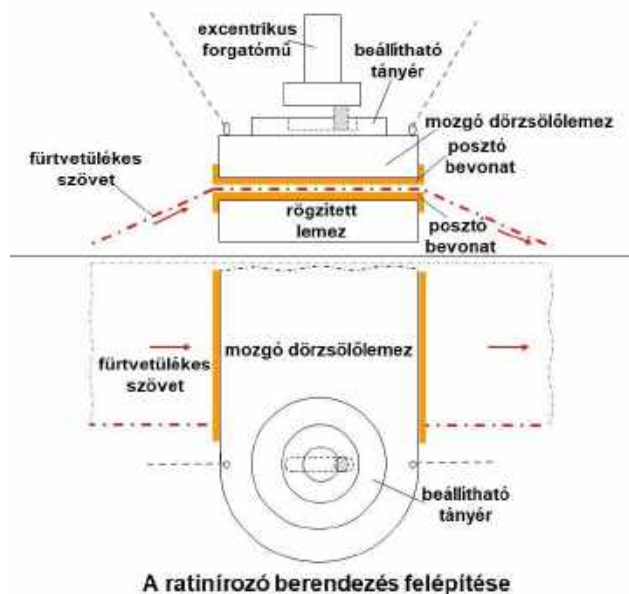 excentrikus
forgatómű
beállítható
tányér
mozgó dörzsölőlemez
posztó
bevonat
fürtvetülékes
szövet
rögzített
lemez
posztó
bevonat
mozgó dörzsölőlemez
fürtvetülékes
szövet
beállítható
tányér
A ratinírozó berendezés felépítése